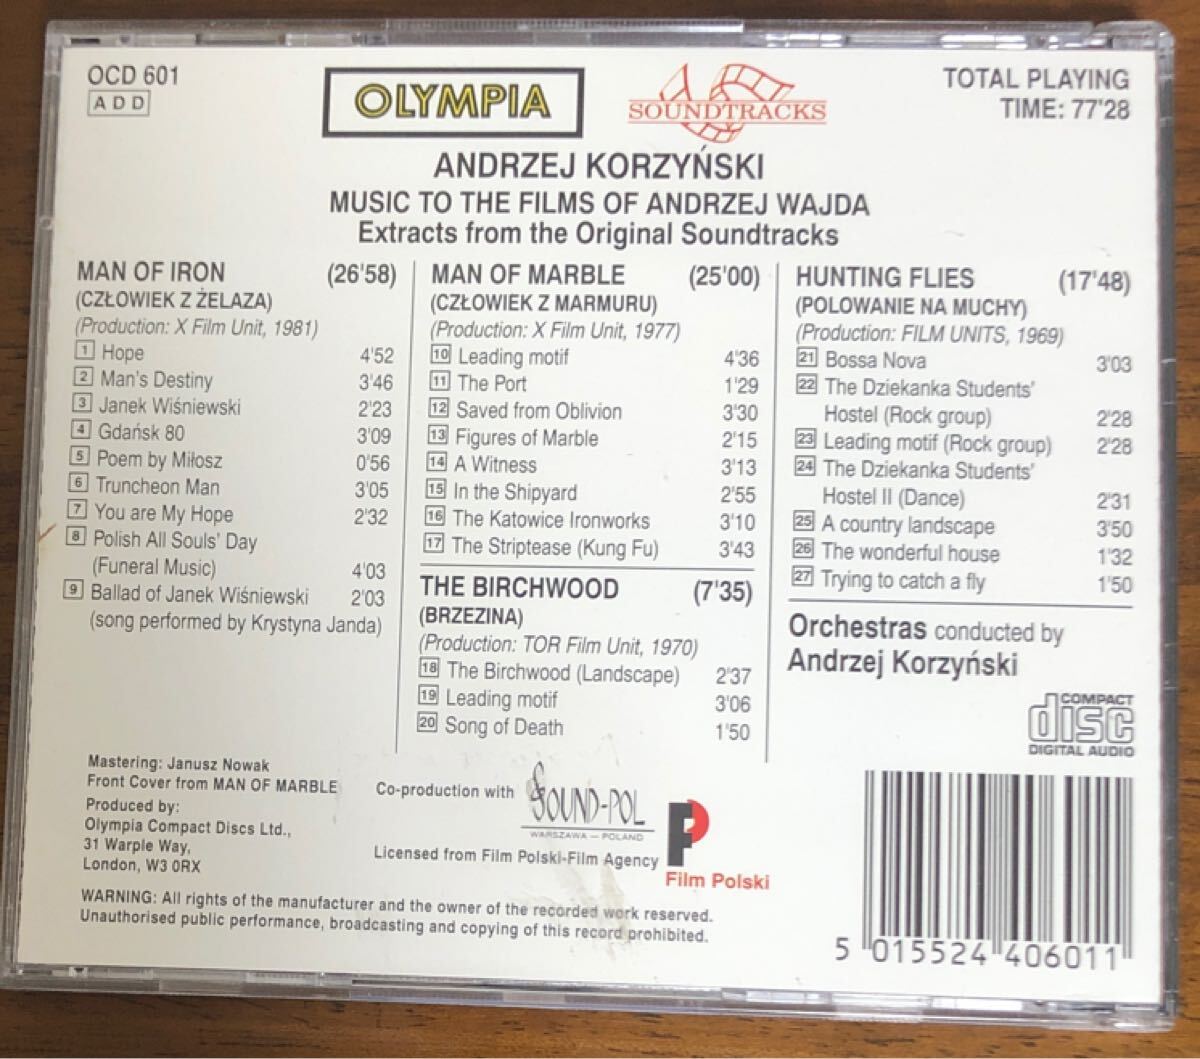 OCD 601
ADD
OLYMPIA
SOUNDTRACKS
TOTAL PLAYING
TIME: 77'28
ANDRZEJ KORZYŃSKI
MUSIC TO THE FILMS OF ANDRZEJ WAJDA
Extracts from the Original Soundtracks
MAN OF IRON (26'58)
(CZŁOWIEK Z ŻELAZA)
(Production: X Film Unit, 1981)
1 Hope 4'52
2 Man's Destiny 3'46
3 Janek Wiśniewski 2'23
4 Gdańsk 80 3'09
5 Poem by Miłosz 0'56
6 Truncheon Man 3'05
7 You are My Hope 2'32
8 Polish All Souls' Day
(Funeral Music) 4'03
9 Ballad of Janek Wiśniewski 2'03
(song performed by Krystyna Janda)
MAN OF MARBLE (25'00)
(CZŁOWIEK Z MARMURU)
(Production: X Film Unit, 1977)
10 Leading motif 4'36
11 The Port 1'29
12 Saved from Oblivion 3'30
13 Figures of Marble 2'15
14 A Witness 3'13
15 In the Shipyard 2'55
16 The Katowice Ironworks 3'10
17 The Striptease (Kung Fu) 3'43
THE BIRCHWOOD (7'35)
(BRZEZINA)
(Production: TOR Film Unit, 1970)
18 The Birchwood (Landscape) 2'37
19 Leading motif 3'06
20 Song of Death 1'50
HUNTING FLIES (17'48)
(POLOWANIE NA MUCHY)
(Production: FILM UNITS, 1969)
21 Bossa Nova 3'03
22 The Dziekanka Students'
Hostel (Rock group) 2'28
23 Leading motif (Rock group) 2'28
24 The Dziekanka Students'
Hostel II (Dance) 2'31
25 A country landscape 3'50
26 The wonderful house 1'32
27 Trying to catch a fly 1'50
Orchestras conducted by
Andrzej Korzyński
COMPACT
disc
DIGITAL AUDIO
Mastering: Janusz Nowak
Front Cover from MAN OF MARBLE
Produced by:
Olympia Compact Discs Ltd.,
31 Warple Way,
London, W3 0RX
Co-production with
SOUND-POL
WARSZAWA — POLAND
Licensed from Film Polski-Film Agency
Film Polski
WARNING: All rights of the manufacturer and the owner of the recorded work reserved.
Unauthorised public performance, broadcasting and copying of this record prohibited.
5 015524 406011